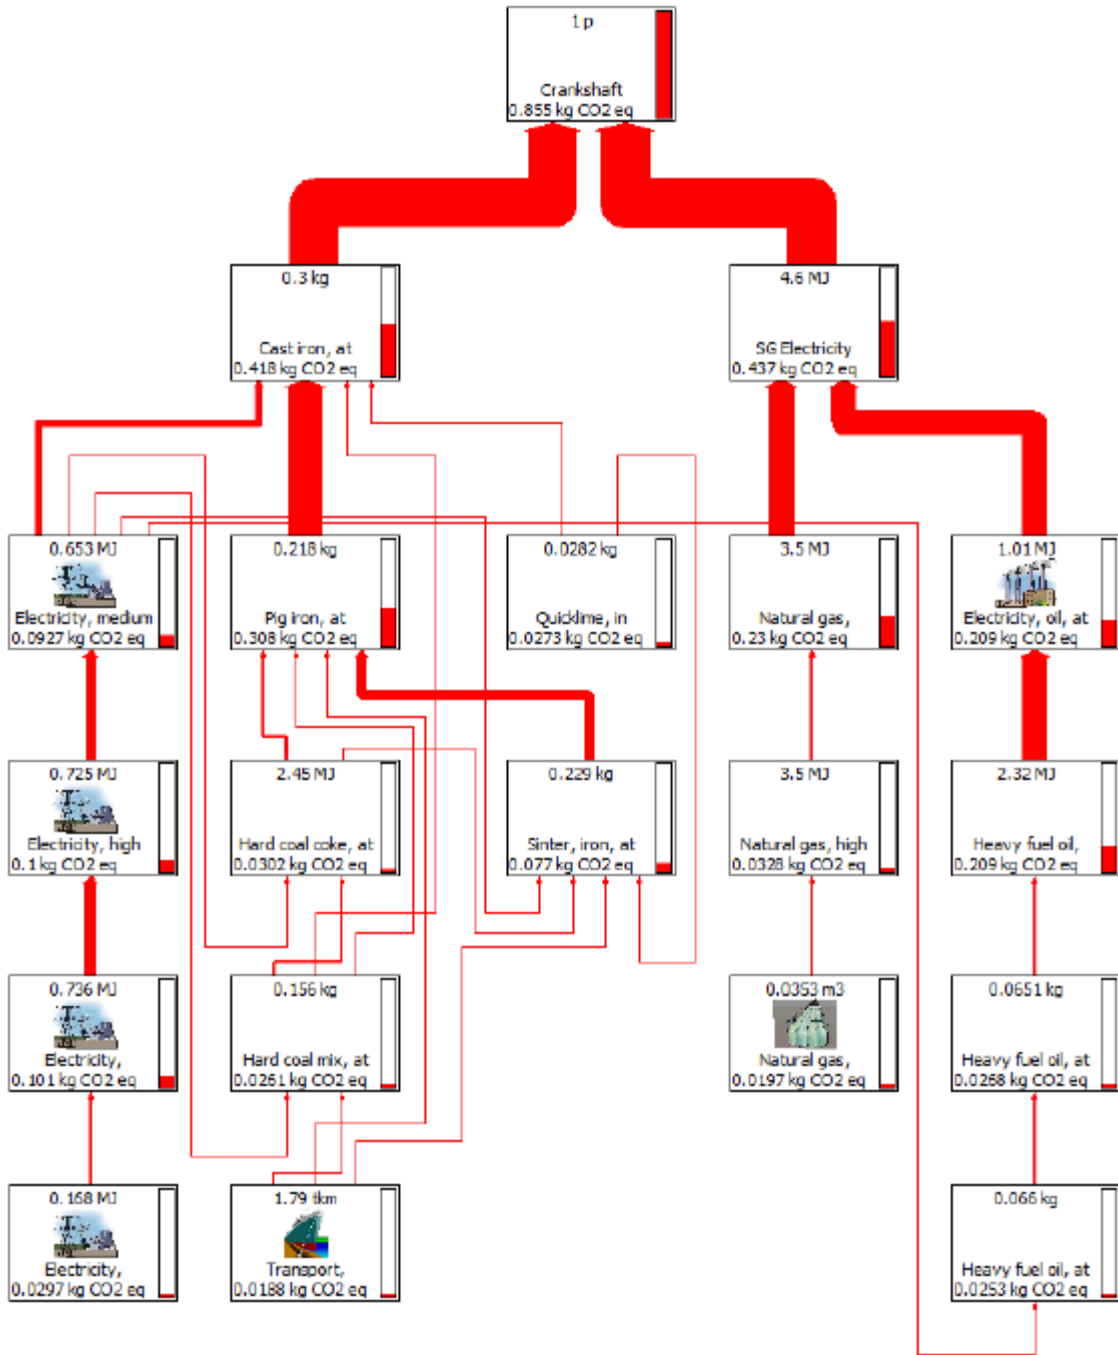 1 p
Crankshaft
0.855 kg CO2 eq
0.3 kg
Cast iron, at
0.418 kg CO2 eq
4.6 MJ
SG Electricity
0.437 kg CO2 eq
0.653 MJ
Electricity, medium
0.0927 kg CO2 eq
0.218 kg
Pig iron, at
0.308 kg CO2 eq
0.0282 kg
Quicklime, in
0.0273 kg CO2 eq
3.5 MJ
Natural gas,
0.23 kg CO2 eq
1.01 MJ
Electricity, oil, at
0.209 kg CO2 eq
0.725 MJ
Electricity, high
0.1 kg CO2 eq
2.45 MJ
Hard coal coke, at
0.0302 kg CO2 eq
0.229 kg
Sinter, iron, at
0.077 kg CO2 eq
3.5 MJ
Natural gas, high
0.0328 kg CO2 eq
2.32 MJ
Heavy fuel oil,
0.209 kg CO2 eq
0.736 MJ
Electricity,
0.101 kg CO2 eq
0.156 kg
Hard coal mix, at
0.0261 kg CO2 eq
0.0353 m3
Natural gas,
0.0197 kg CO2 eq
0.0651 kg
Heavy fuel oil, at
0.0268 kg CO2 eq
0.168 MJ
Electricity,
0.0297 kg CO2 eq
1.79 tkm
Transport,
0.0188 kg CO2 eq
0.066 kg
Heavy fuel oil, at
0.0253 kg CO2 eq